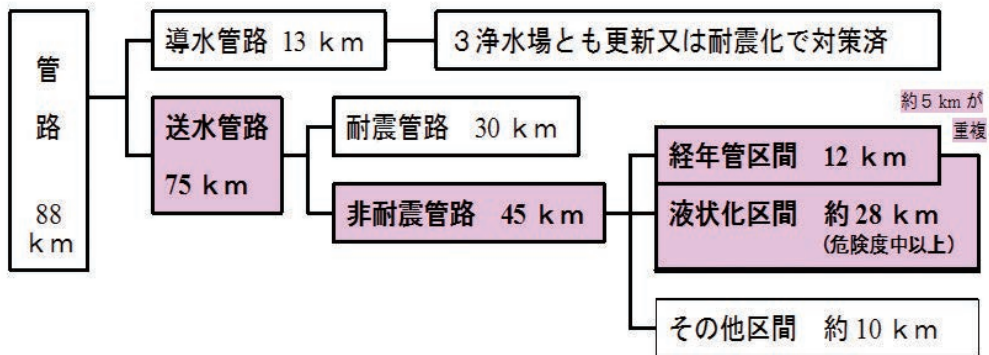 管
路
88
ｋｍ
導水管路 13 ｋｍ
３浄水場とも更新又は耐震化で対策済
送水管路
75 ｋｍ
耐震管路　30 ｋｍ
非耐震管路　45 ｋｍ
約５ kmが
重複
経年管区間　12 ｋｍ
液状化区間　約 28 ｋｍ
(危険度中以上)
その他区間　約 10 ｋｍ